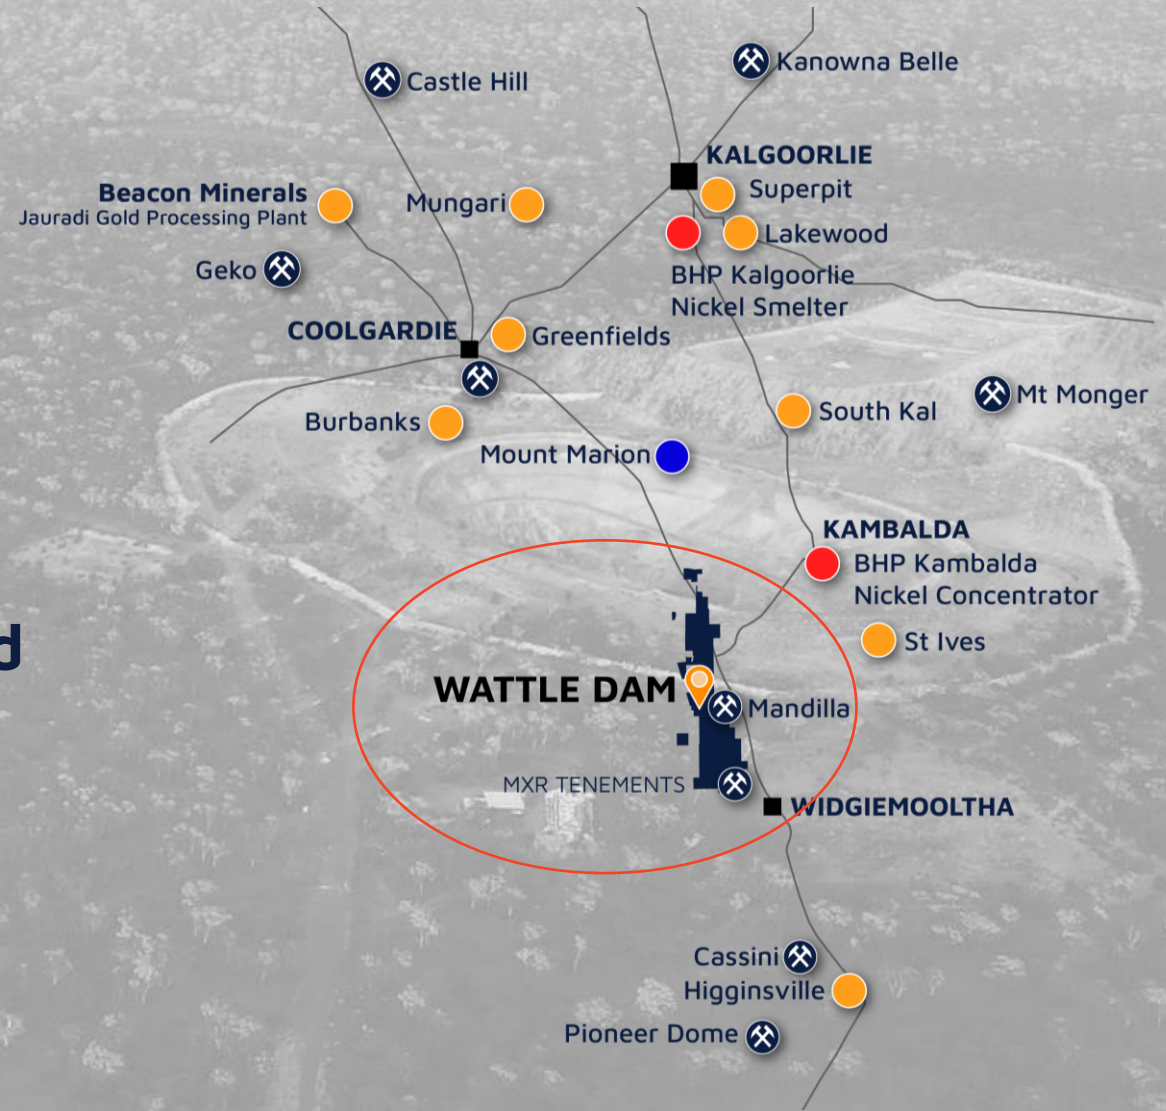 Castle Hill
Kanowna Belle
KALGOORLIE
Superpit
Beacon Minerals
Jauradi Gold Processing Plant
Mungari
Lakewood
Geko
BHP Kalgoorlie
Nickel Smelter
COOLGARDIE
Greenfields
Mt Monger
South Kal
Burbanks
Mount Marion
KAMBALDA
BHP Kambalda
Nickel Concentrator
St Ives
d
WATTLE DAM
Mandilla
MXR TENEMENTS
WIDGIEMOOLTHA
Cassini
Higginsville
Pioneer Dome